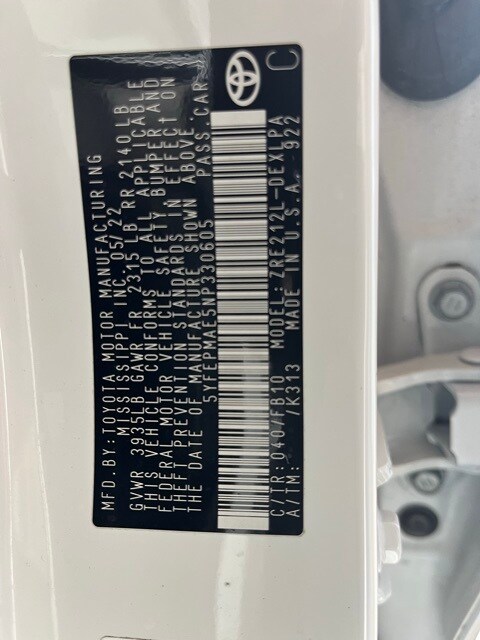 MFD. BY: TOYOTA MOTOR MANUFACTURING
MISSISSIPPI INC. 05/22
GVWR 3935LB GAWR FR 2315 LB RR 2140LB
THIS VEHICLE CONFORMS TO ALL APPLICABLE
FEDERAL MOTOR VEHICLE SAFETY, BUMPER AND
THEFT PREVENTION STANDARDS IN EFFECT ON
THE DATE OF MANUFACTURE SHOWN ABOVE.
5YFEPMAE5NP330605 PASS. CAR
C/TR: 040/FB10 MODEL: ZRE212L-DEXLPA
A/TM: /K313 MADE IN U.S.A. 922 C